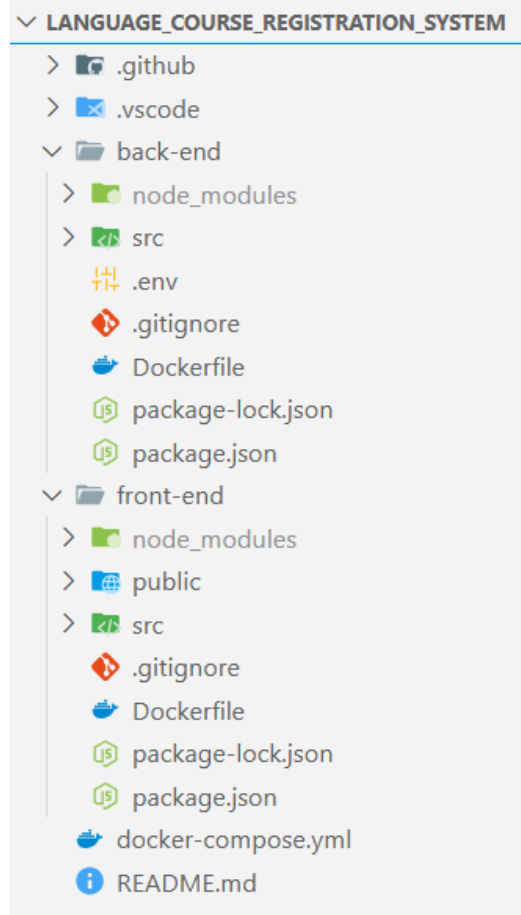 LANGUAGE_COURSE_REGISTRATION_SYSTEM
.github
.vscode
back-end
node_modules
src
.env
.gitignore
Dockerfile
package-lock.json
package.json
front-end
node_modules
public
src
.gitignore
Dockerfile
package-lock.json
package.json
docker-compose.yml
README.md